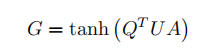 G = tanh (Q^T U A)